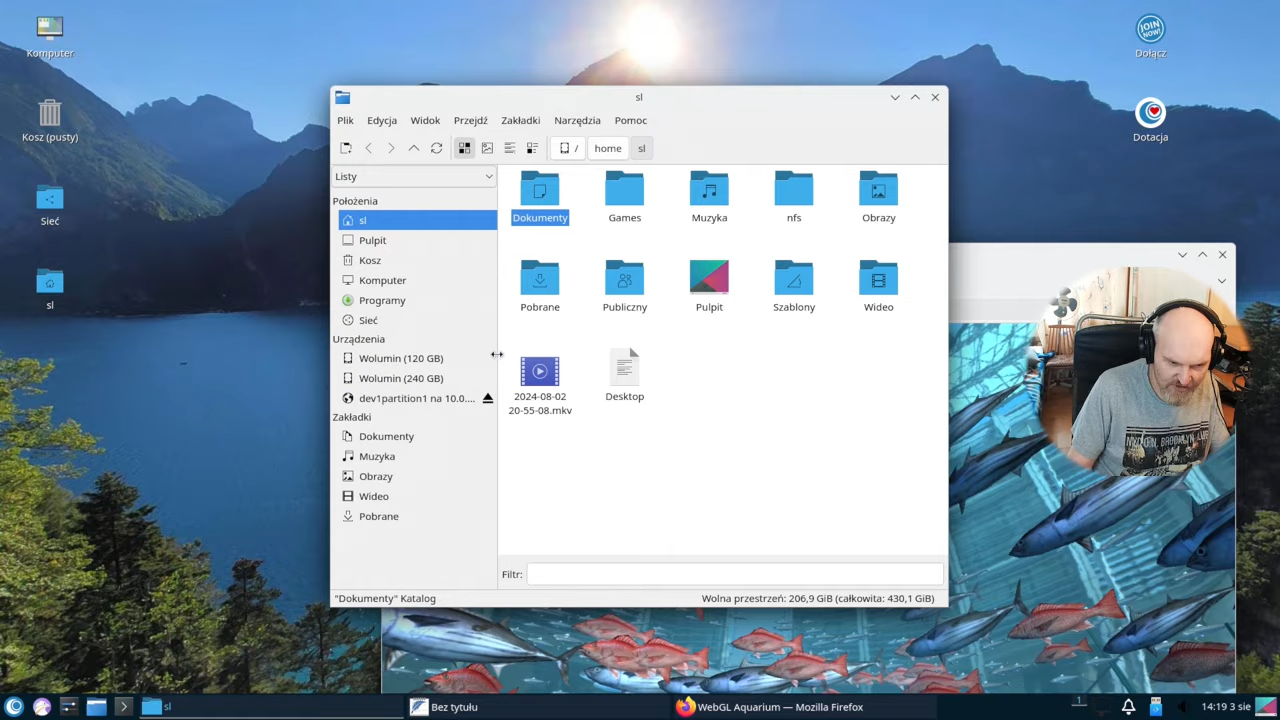 Komputer
Kosz (pusty)
Sieć
sl
JOIN NOW!
Dołącz
Dotacja
sl
Plik Edycja Widok Przejdź Zakładki Narzędzia Pomoc
/ home sl
Listy
Położenia
sl
Pulpit
Kosz
Komputer
Programy
Sieć
Urządzenia
Wolumin (120 GB)
Wolumin (240 GB)
dev1partition1 na 10.0....
Zakładki
Dokumenty
Muzyka
Obrazy
Wideo
Pobrane
Dokumenty Games Muzyka nfs Obrazy
Pobrane Publiczny Pulpit Szablony Wideo
2024-08-02
20-55-08.mkv
Desktop
Filtr:
"Dokumenty" Katalog
Wolna przestrzeń: 206,9 GiB (całkowita: 430,1 GiB)
sl
Bez tytułu
WebGL Aquarium — Mozilla Firefox
1
14:19 3 sie